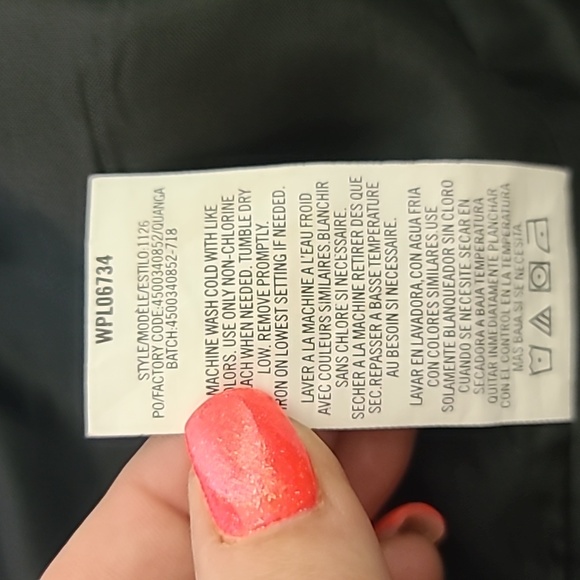 WPL06734
STYLE/MODÈLE/ESTILO:1126
PO/FACTORY CODE:4500340852/OUANGA
BATCH:4500340852-718
MACHINE WASH COLD WITH LIKE
OLORS. USE ONLY NON-CHLORINE
EACH WHEN NEEDED. TUMBLE DRY
LOW. REMOVE PROMPTLY.
IRON ON LOWEST SETTING IF NEEDED.
LAVER A LA MACHINE A L'EAU FROID
AVEC COULEURS SIMILAIRES.BLANCHIR
SANS CHLORE SI NECESSAIRE.
SECHER A LA MACHINE RETIRER DES QUE
SEC.REPASSER A BASSE TEMPERATURE
AU BESOIN SI NECESSAIRE.
LAVAR EN LAVADORA,CON AGUA FRIA
CON COLORES SIMILARES USE
SOLAMENTE BLANQUEADOR SIN CLORO
CUANDO SE NECESITE SECAR EN
SECADORA A BAJA TEMPERATURA
QUITAR INMEDIATAMENTE PLANCHAR
CON EL CONTROL EN LA TEMPERATURA
MAS BAJA SI SE NECESITA